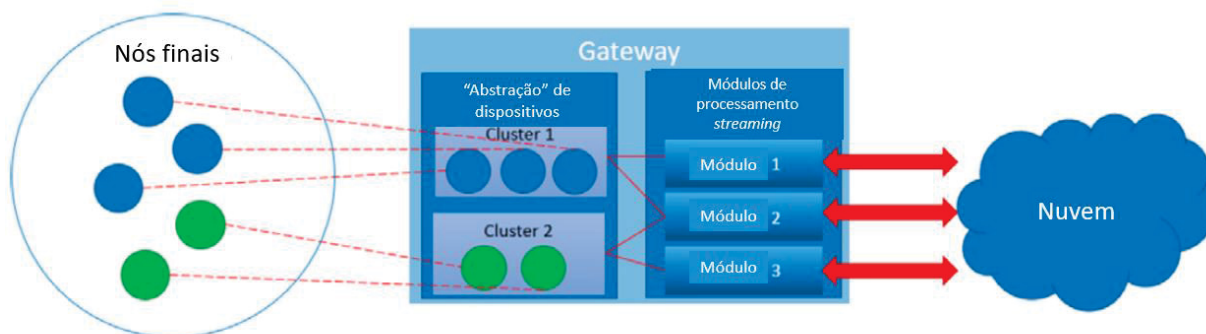 Nós finais
Gateway
“Abstração” de
dispositivos
Cluster 1
Cluster 2
Módulos de
processamento
streaming
Módulo 1
Módulo 2
Módulo 3
Nuvem